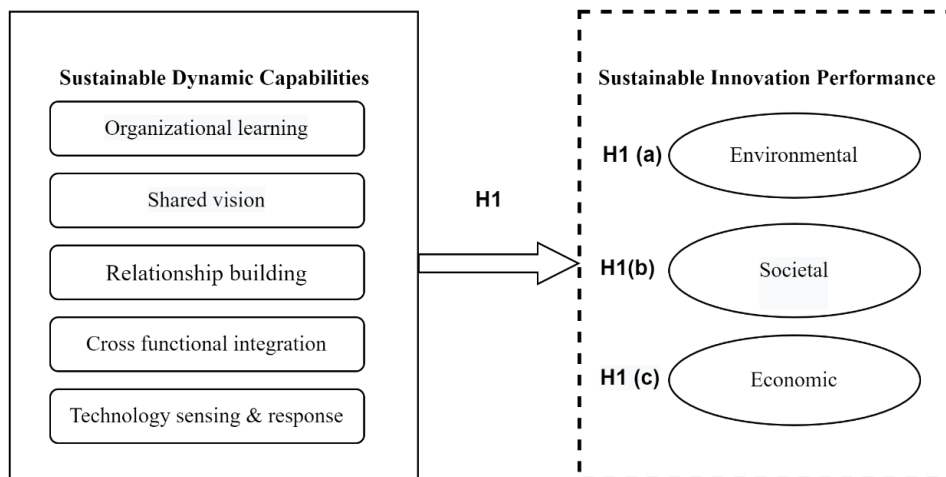 Sustainable Dynamic Capabilities
Organizational learning
Shared vision
Relationship building
Cross functional integration
Technology sensing & response
H1
Sustainable Innovation Performance
H1 (a)
Environmental
H1(b)
Societal
H1 (c)
Economic